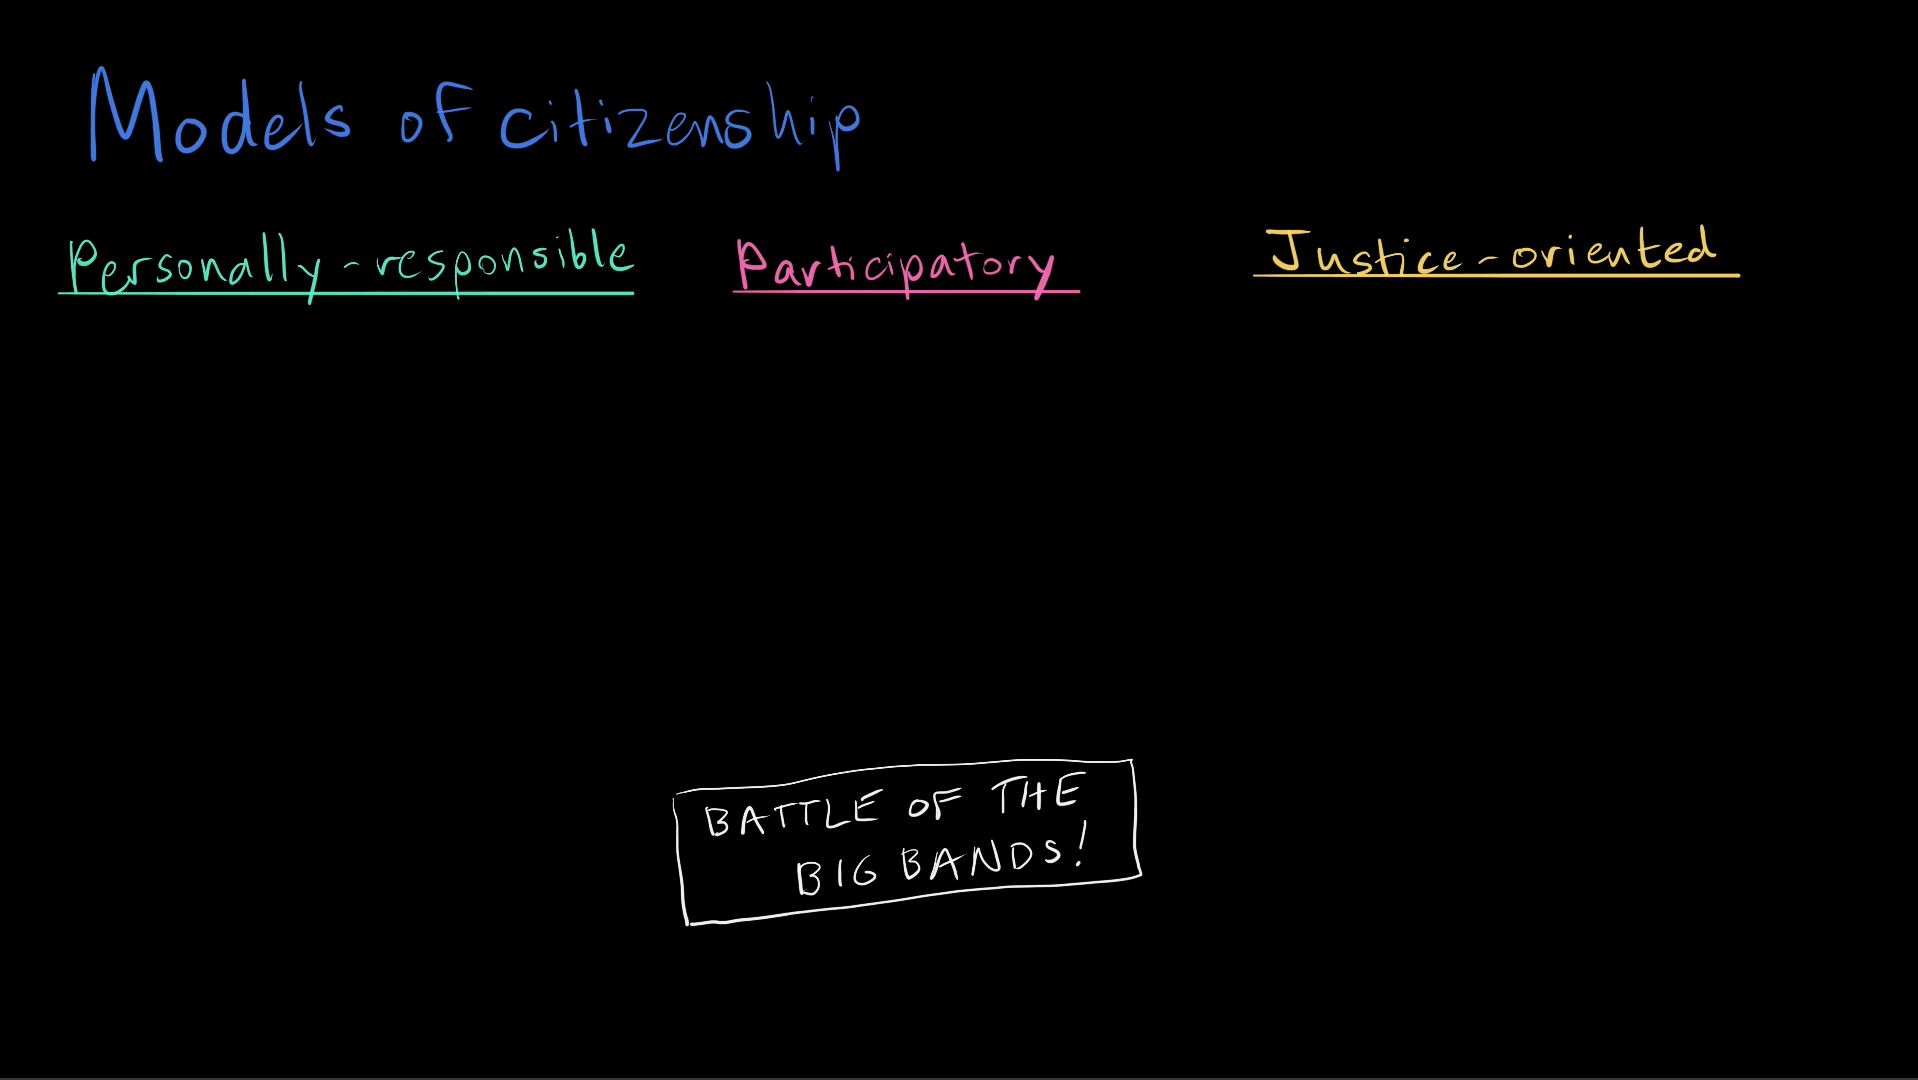 Models of citizenship
Personally-responsible
Participatory
Justice-oriented
BATTLE OF THE
BIG BANDS!